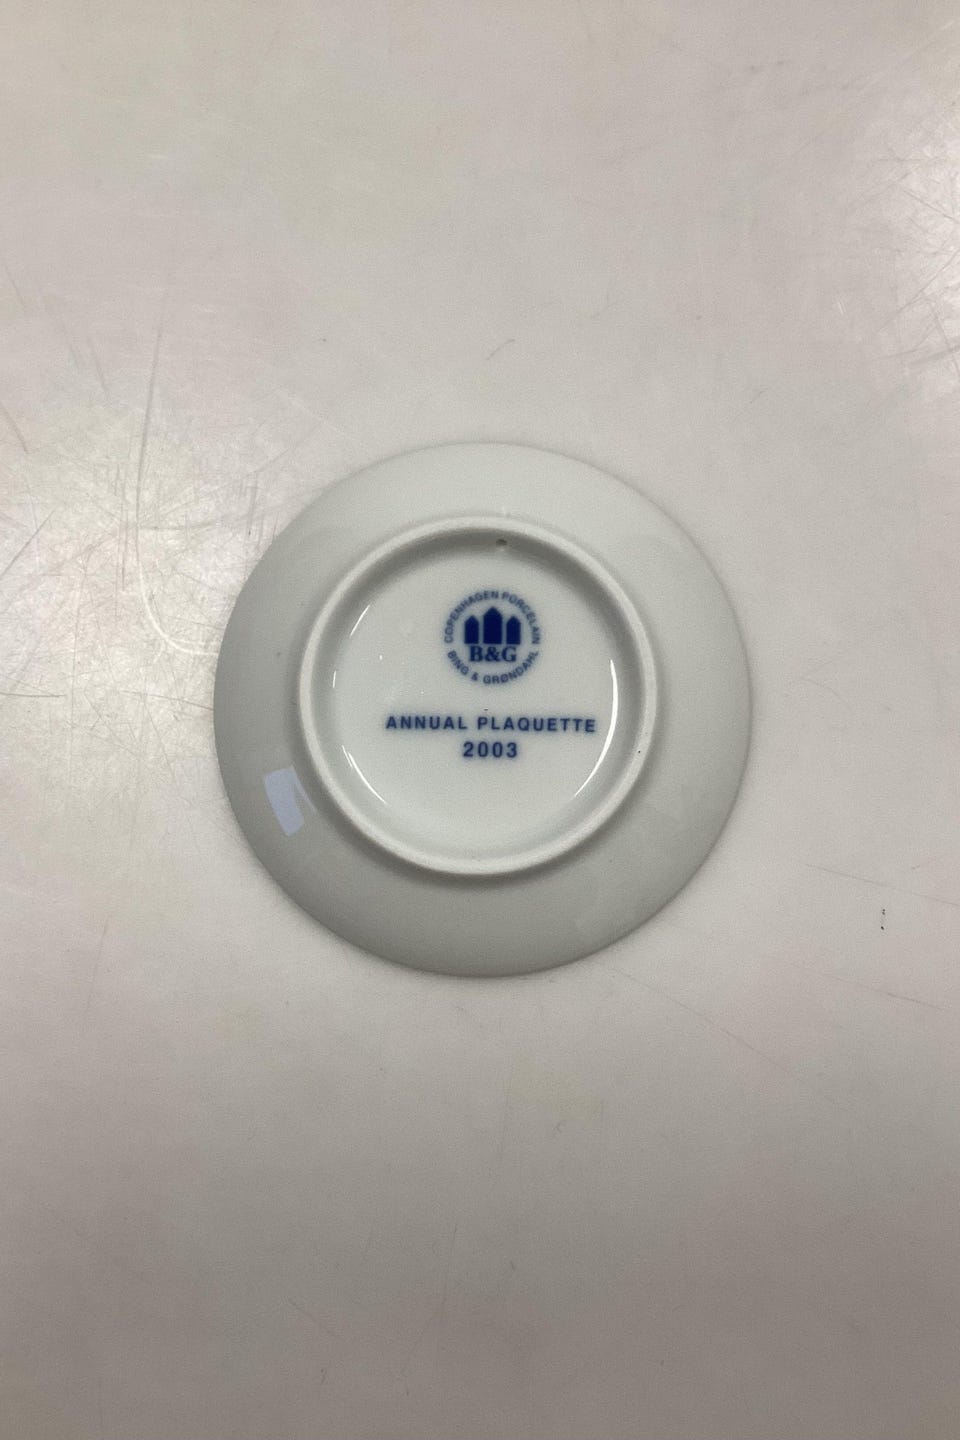 COPENHAGEN PORCELAIN
B&G
BING & GRØNDAHL
ANNUAL PLAQUETTE
2003